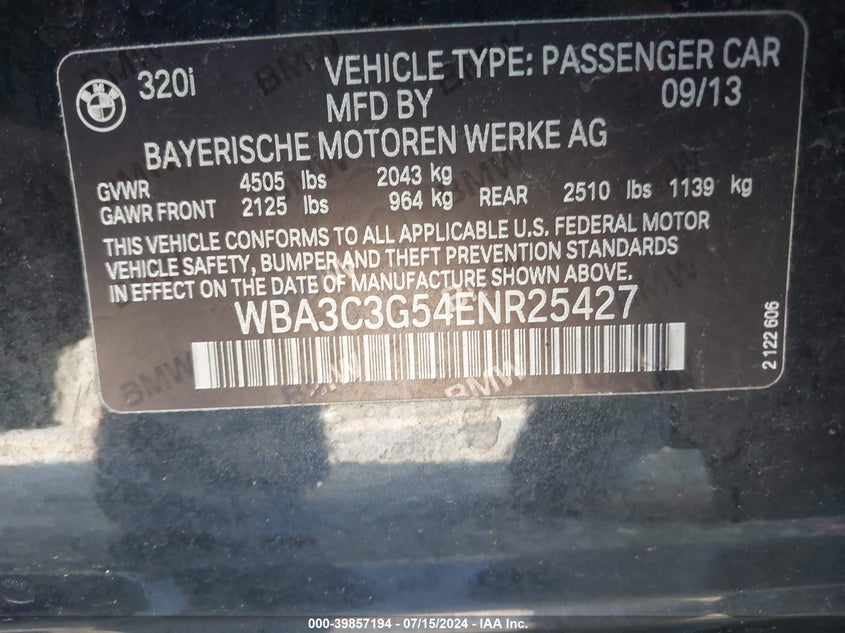 320i VEHICLE TYPE: PASSENGER CAR
MFD BY 09/13
BAYERISCHE MOTOREN WERKE AG
GVWR 4505 lbs 2043 kg
GAWR FRONT 2125 lbs 964 kg REAR 2510 lbs 1139 kg
THIS VEHICLE CONFORMS TO ALL APPLICABLE U.S. FEDERAL MOTOR
VEHICLE SAFETY, BUMPER AND THEFT PREVENTION STANDARDS
IN EFFECT ON THE DATE OF MANUFACTURE SHOWN ABOVE.
WBA3C3G54ENR25427
2 122 606
BMW
000-39857194 - 07/15/2024 - © IAA Inc.